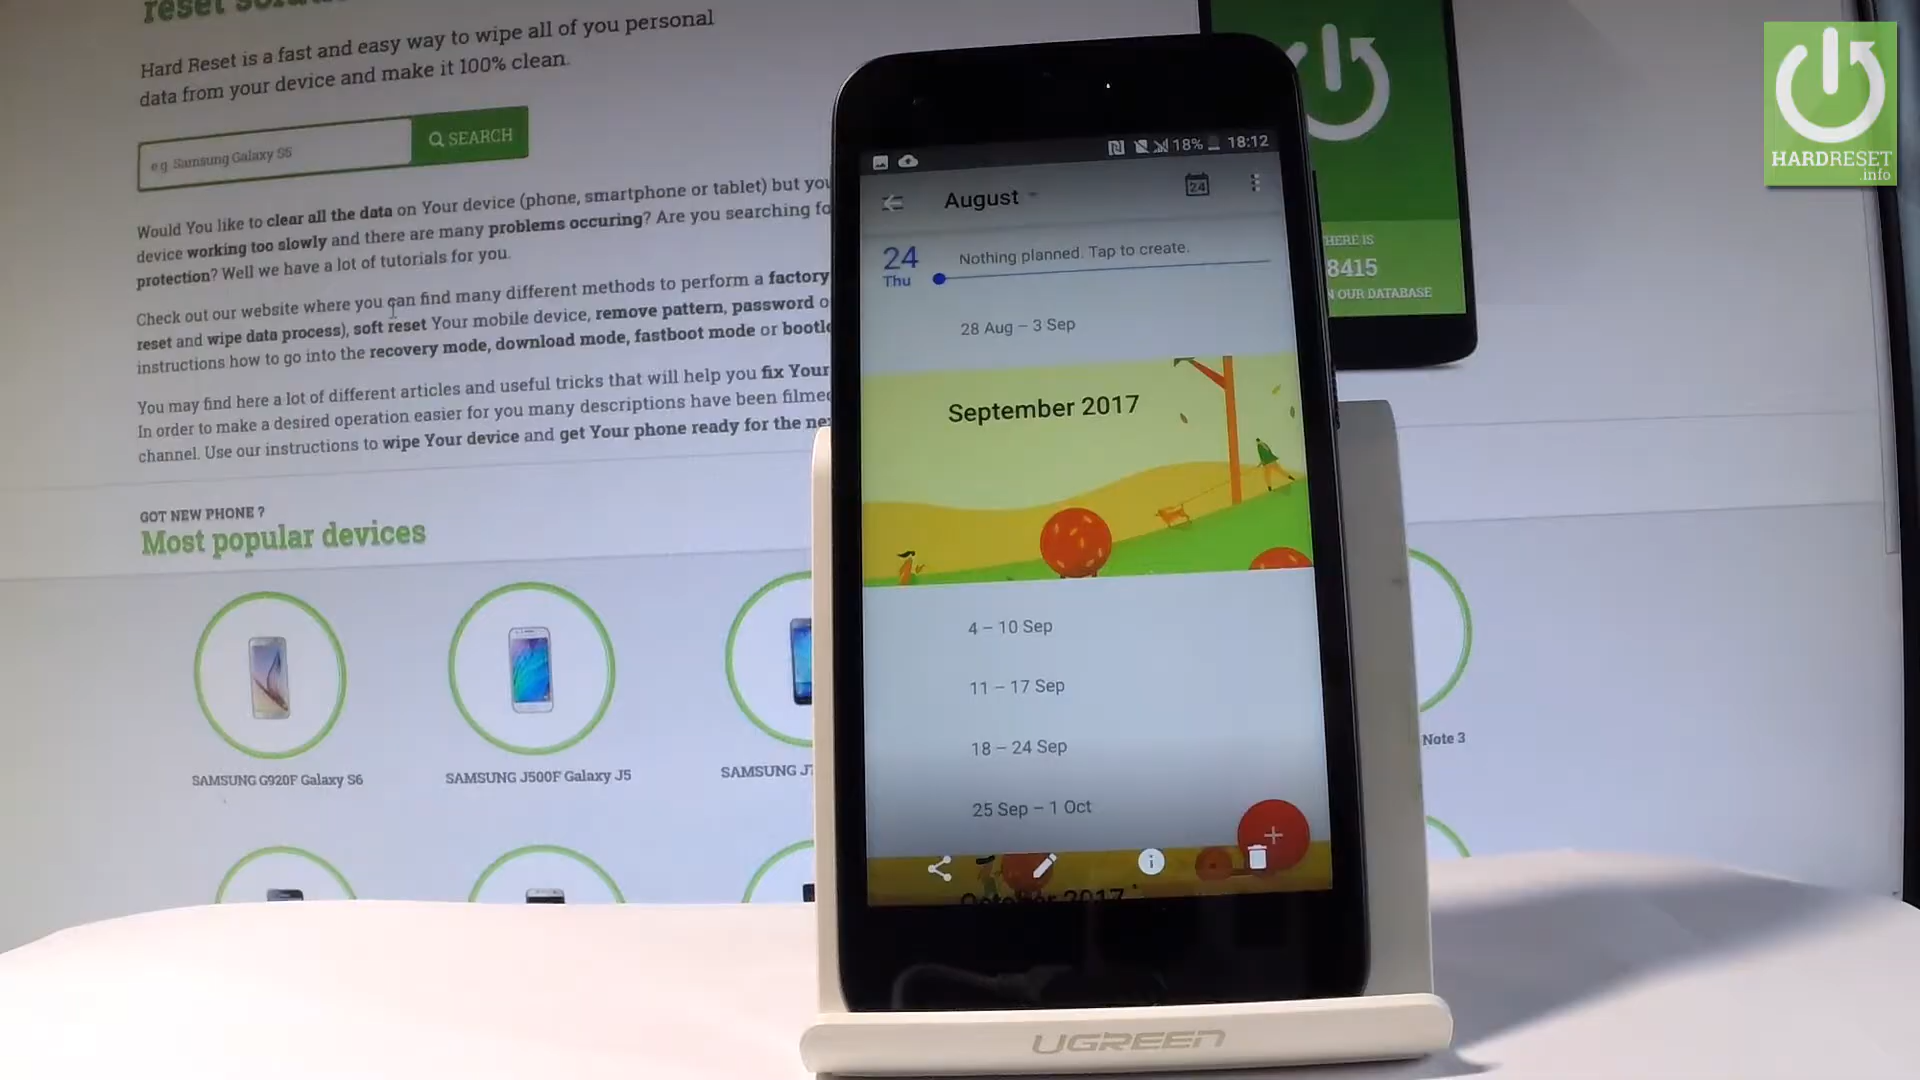 Hard Reset is a fast and easy way to wipe all of you personal
data from your device and make it 100% clean.
e.g. Samsung Galaxy S5
SEARCH
Would You like to clear all the data on Your device (phone, smartphone or tablet) but you
device working too slowly and there are many problems occuring? Are you searching fo
protection? Well we have a lot of tutorials for you.
Check out our website where you can find many different methods to perform a factory
reset and wipe data process), soft reset Your mobile device, remove pattern, password o
instructions how to go into the recovery mode, download mode, fastboot mode or bootlo
You may find here a lot of different articles and useful tricks that will help you fix Your
In order to make a desired operation easier for you many descriptions have been filmed
channel. Use our instructions to wipe Your device and get Your phone ready for the ne
GOT NEW PHONE ?
Most popular devices
SAMSUNG G920F Galaxy S6
SAMSUNG J500F Galaxy J5
SAMSUNG J7
Note 3
HERE IS
8415
N OUR DATABASE
18% 18:12
August
24
24
Thu
Nothing planned. Tap to create.
28 Aug – 3 Sep
September 2017
4 – 10 Sep
11 – 17 Sep
18 – 24 Sep
25 Sep – 1 Oct
October 2017
UGREEN
HARDRESET
.info